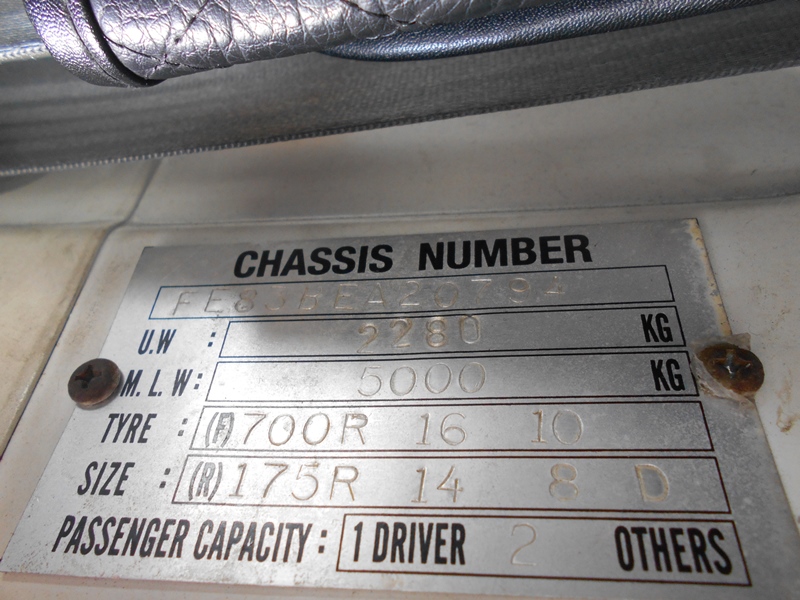 CHASSIS NUMBER
FE83BEA20794
U.W : 2280 KG
M.L.W: 5000 KG
TYRE : (F) 700R 16 10
SIZE : (R) 175R 14 8 D
PASSENGER CAPACITY: 1 DRIVER 2 OTHERS